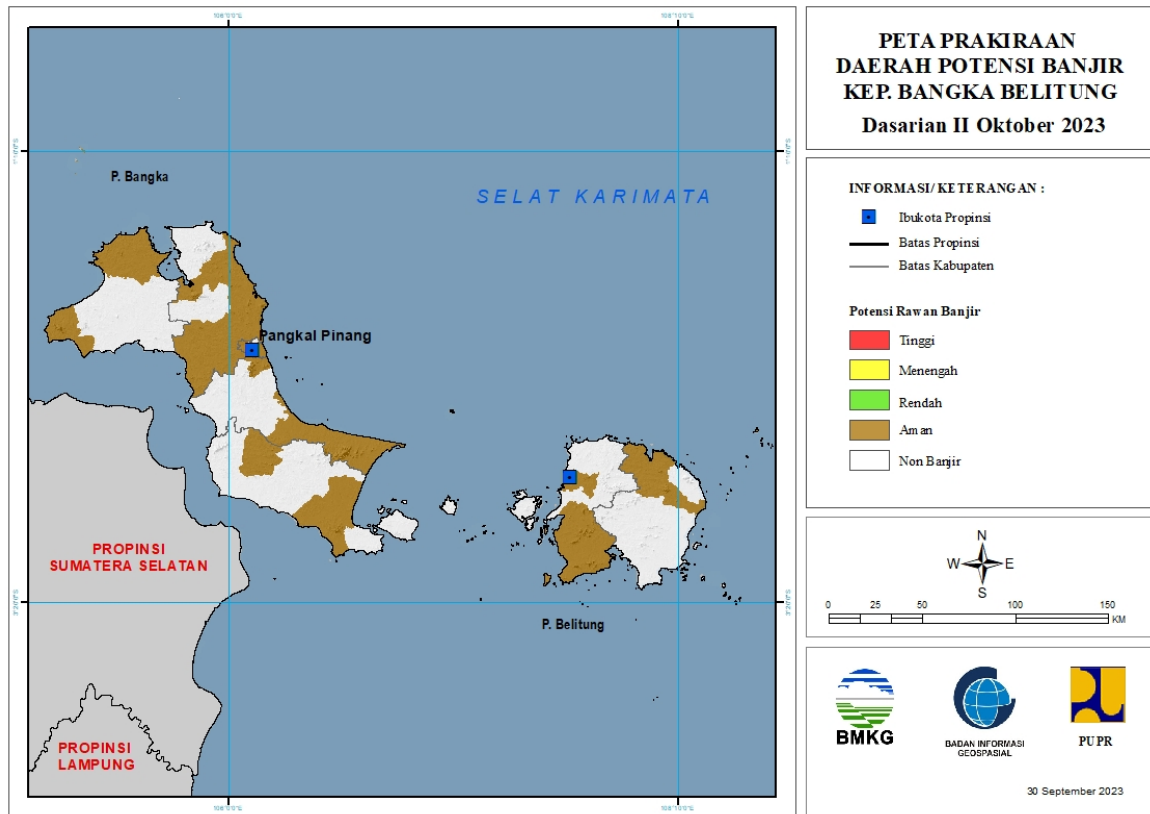 PETA PRAKIRAAN
DAERAH POTENSI BANJIR
KEP. BANGKA BELITUNG
Dasarian II Oktober 2023
INFORMASI/ KETERANGAN :
Ibukota Propinsi
Batas Propinsi
Batas Kabupaten
Potensi Rawan Banjir
Tinggi
Menengah
Rendah
Aman
Non Banjir
N
W E
S
0 25 50 100 150
KM
BMKG
BADAN INFORMASI
GEOSPASIAL
PUPR
30 September 2023
P. Bangka
SELAT KARIMATA
Pangkal Pinang
PROPINSI
SUMATERA SELATAN
P. Belitung
PROPINSI
LAMPUNG